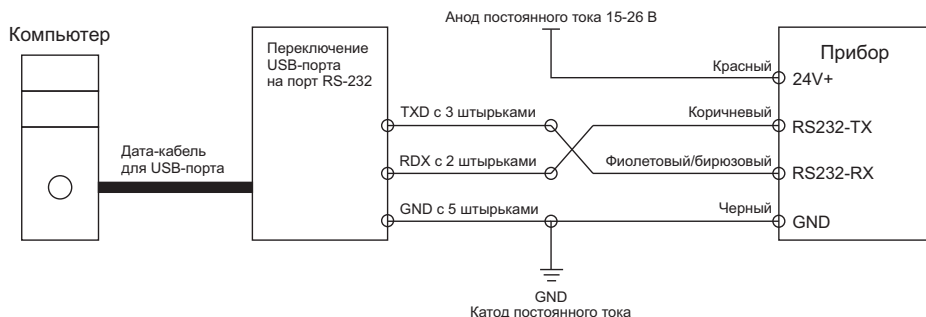 Анод постоянного тока 15-26 В
Компьютер
Переключение
USB-порта
на порт RS-232
Прибор
Красный
24V+
TXD с 3 штырьками
Коричневый
RS232-TX
Дата-кабель
для USB-порта
RDX с 2 штырьками
Фиолетовый/бирюзовый
RS232-RX
GND с 5 штырьками
Черный
GND
GND
Катод постоянного тока